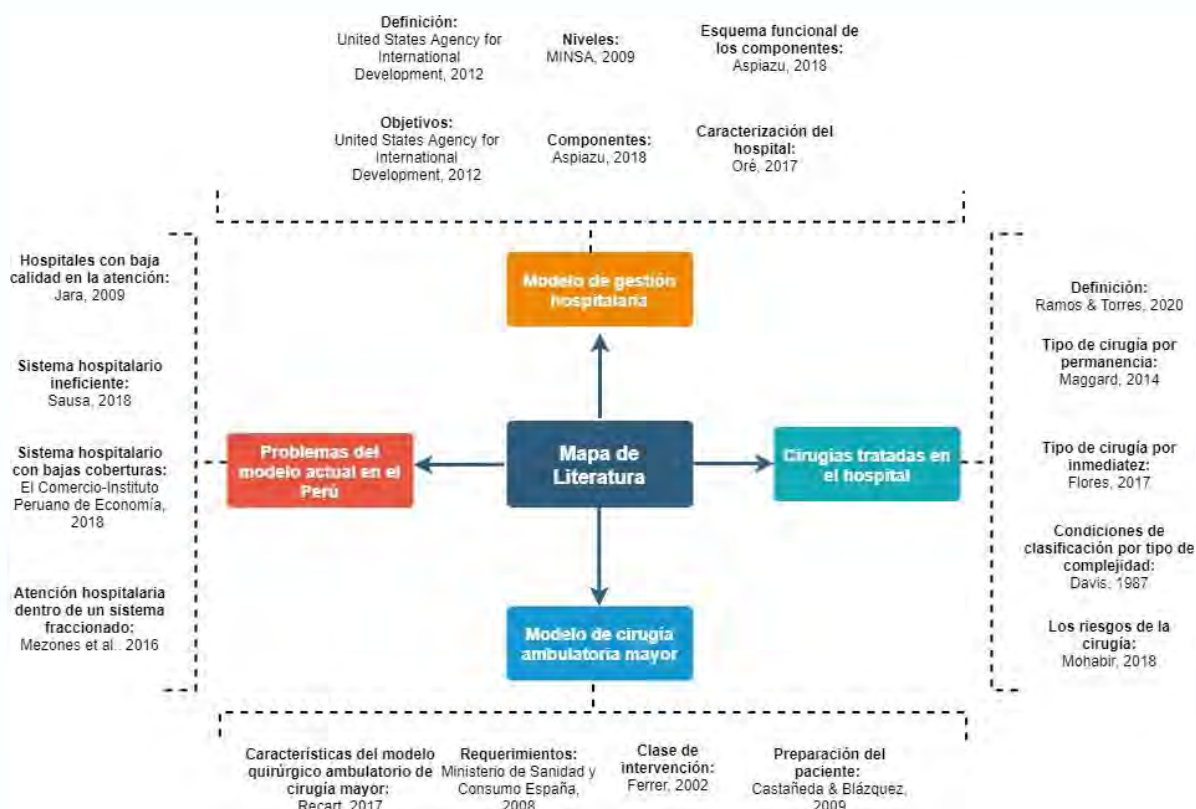 Definición:
United States Agency for
International
Development, 2012
Niveles:
MINSA, 2009
Esquema funcional de
los componentes:
Aspiazu, 2018
Objetivos:
United States Agency for
International
Development, 2012
Componentes:
Aspiazu, 2018
Caracterización del
hospital:
Oré, 2017
Hospitales con baja
calidad en la atención:
Jara, 2009
Sistema hospitalario
ineficiente:
Sausa, 2018
Sistema hospitalario
con bajas coberturas:
El Comercio-Instituto
Peruano de Economía,
2018
Atención hospitalaria
dentro de un sistema
fraccionado:
Mezones et al.. 2016
Modelo de gestión
hospitalaria
Problemas del
modelo actual en el
Perú
Mapa de
Literatura
Cirugías tratadas en
el hospital
Modelo de cirugía
ambulatoria mayor
Definición:
Ramos & Torres, 2020
Tipo de cirugía por
permanencia:
Maggard, 2014
Tipo de cirugía por
inmediatez:
Flores, 2017
Condiciones de
clasificación por tipo de
complejidad:
Davis, 1987
Los riesgos de la
cirugía:
Mohabir, 2018
Características del modelo
quirúrgico ambulatorio de
cirugía mayor:
Recart, 2017
Requerimientos:
Ministerio de Sanidad y
Consumo España,
2008
Clase de
intervención:
Ferrer, 2002
Preparación del
paciente:
Castañeda & Blázquez,
2009